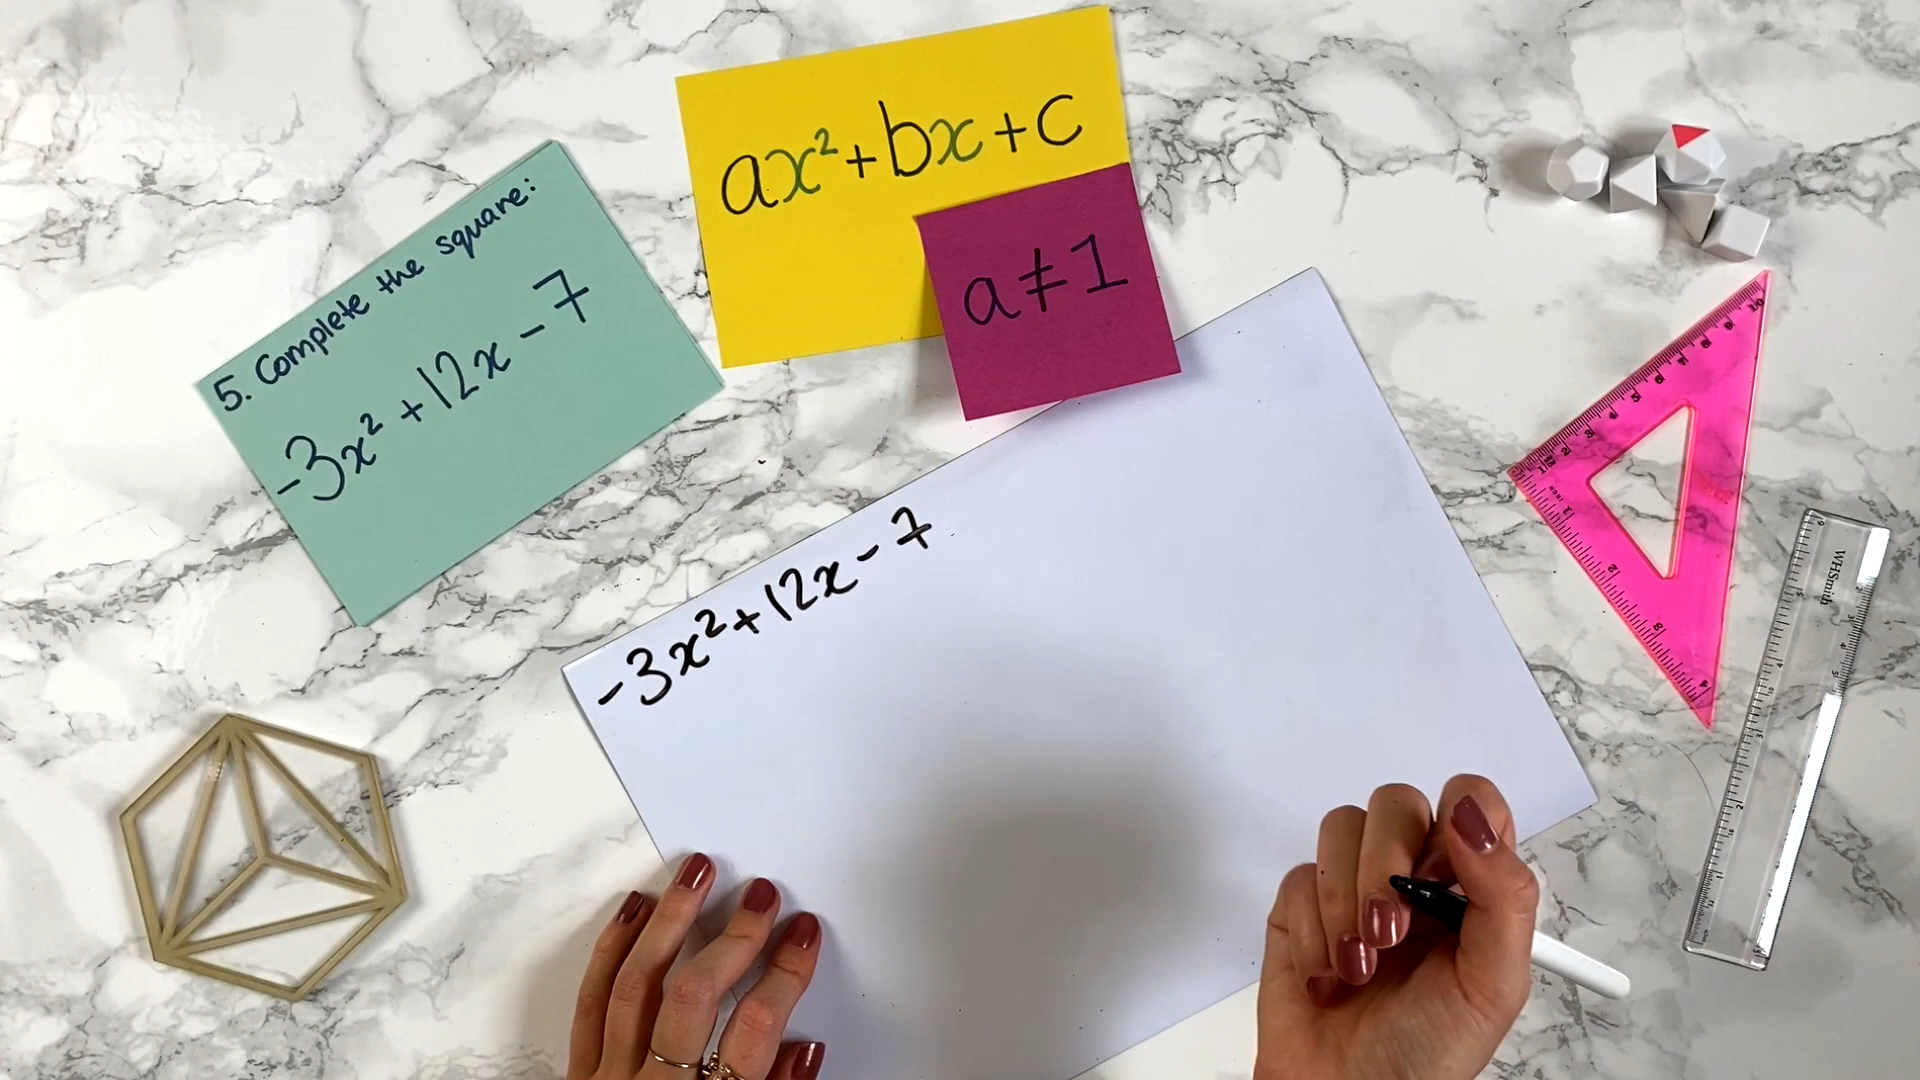 5. Complete the square:
-3x² + 12x - 7
ax² + bx + c
a ≠ 1
-3x² + 12x - 7
WHSmith